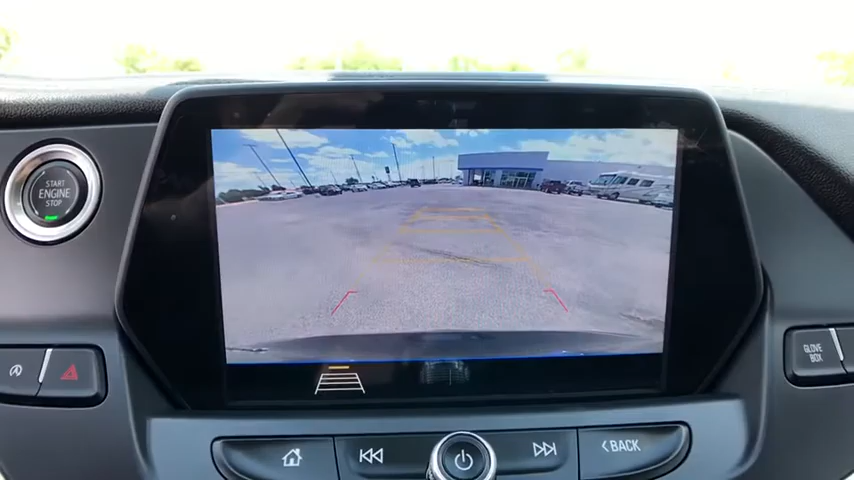 START
ENGINE
STOP
GLOVE
BOX
BACK